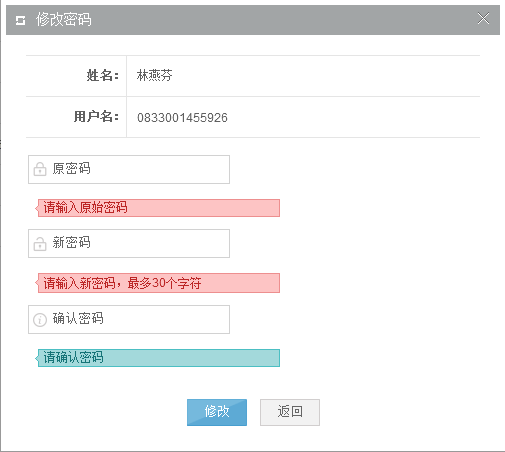 修改密码
姓名： 林燕芬
用户名： 0833001455926
原密码
请输入原始密码
新密码
请输入新密码，最多30个字符
确认密码
请确认密码
修改 返回